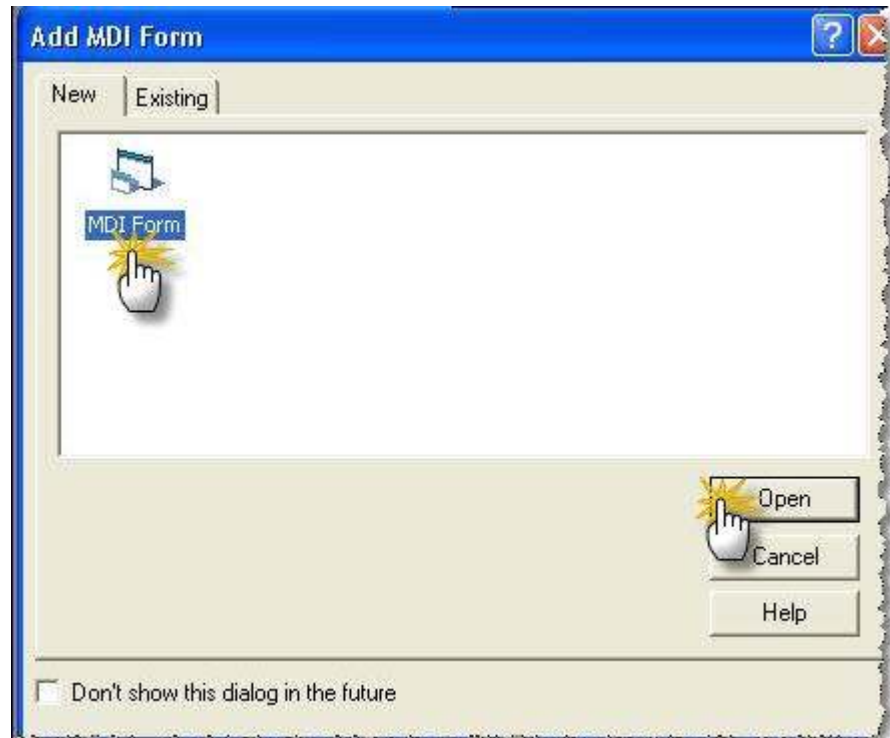 Add MDI Form
New Existing
MDI Form
Open
Cancel
Help
Don't show this dialog in the future